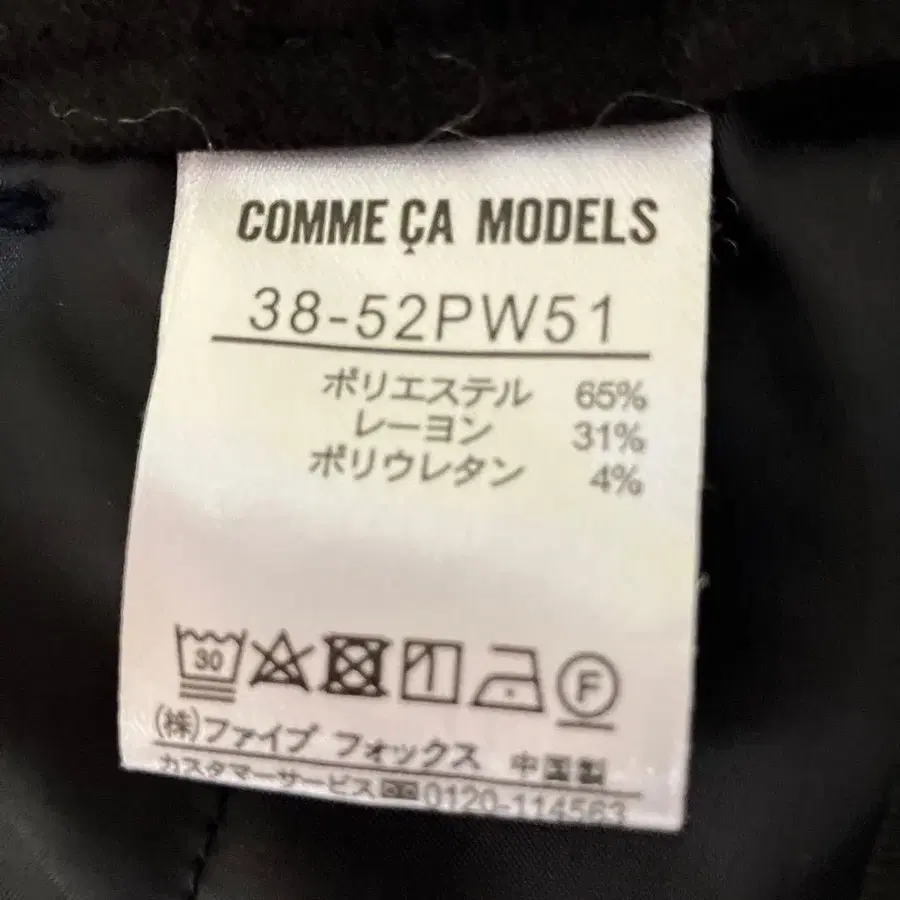 COMME ÇA MODELS
38-52PW51
ポリエステル 65%
レーヨン 31%
ポリウレタン 4%
30 F
(株)ファイブ フォックス 中国製
カスタマーサービス 0120-114563